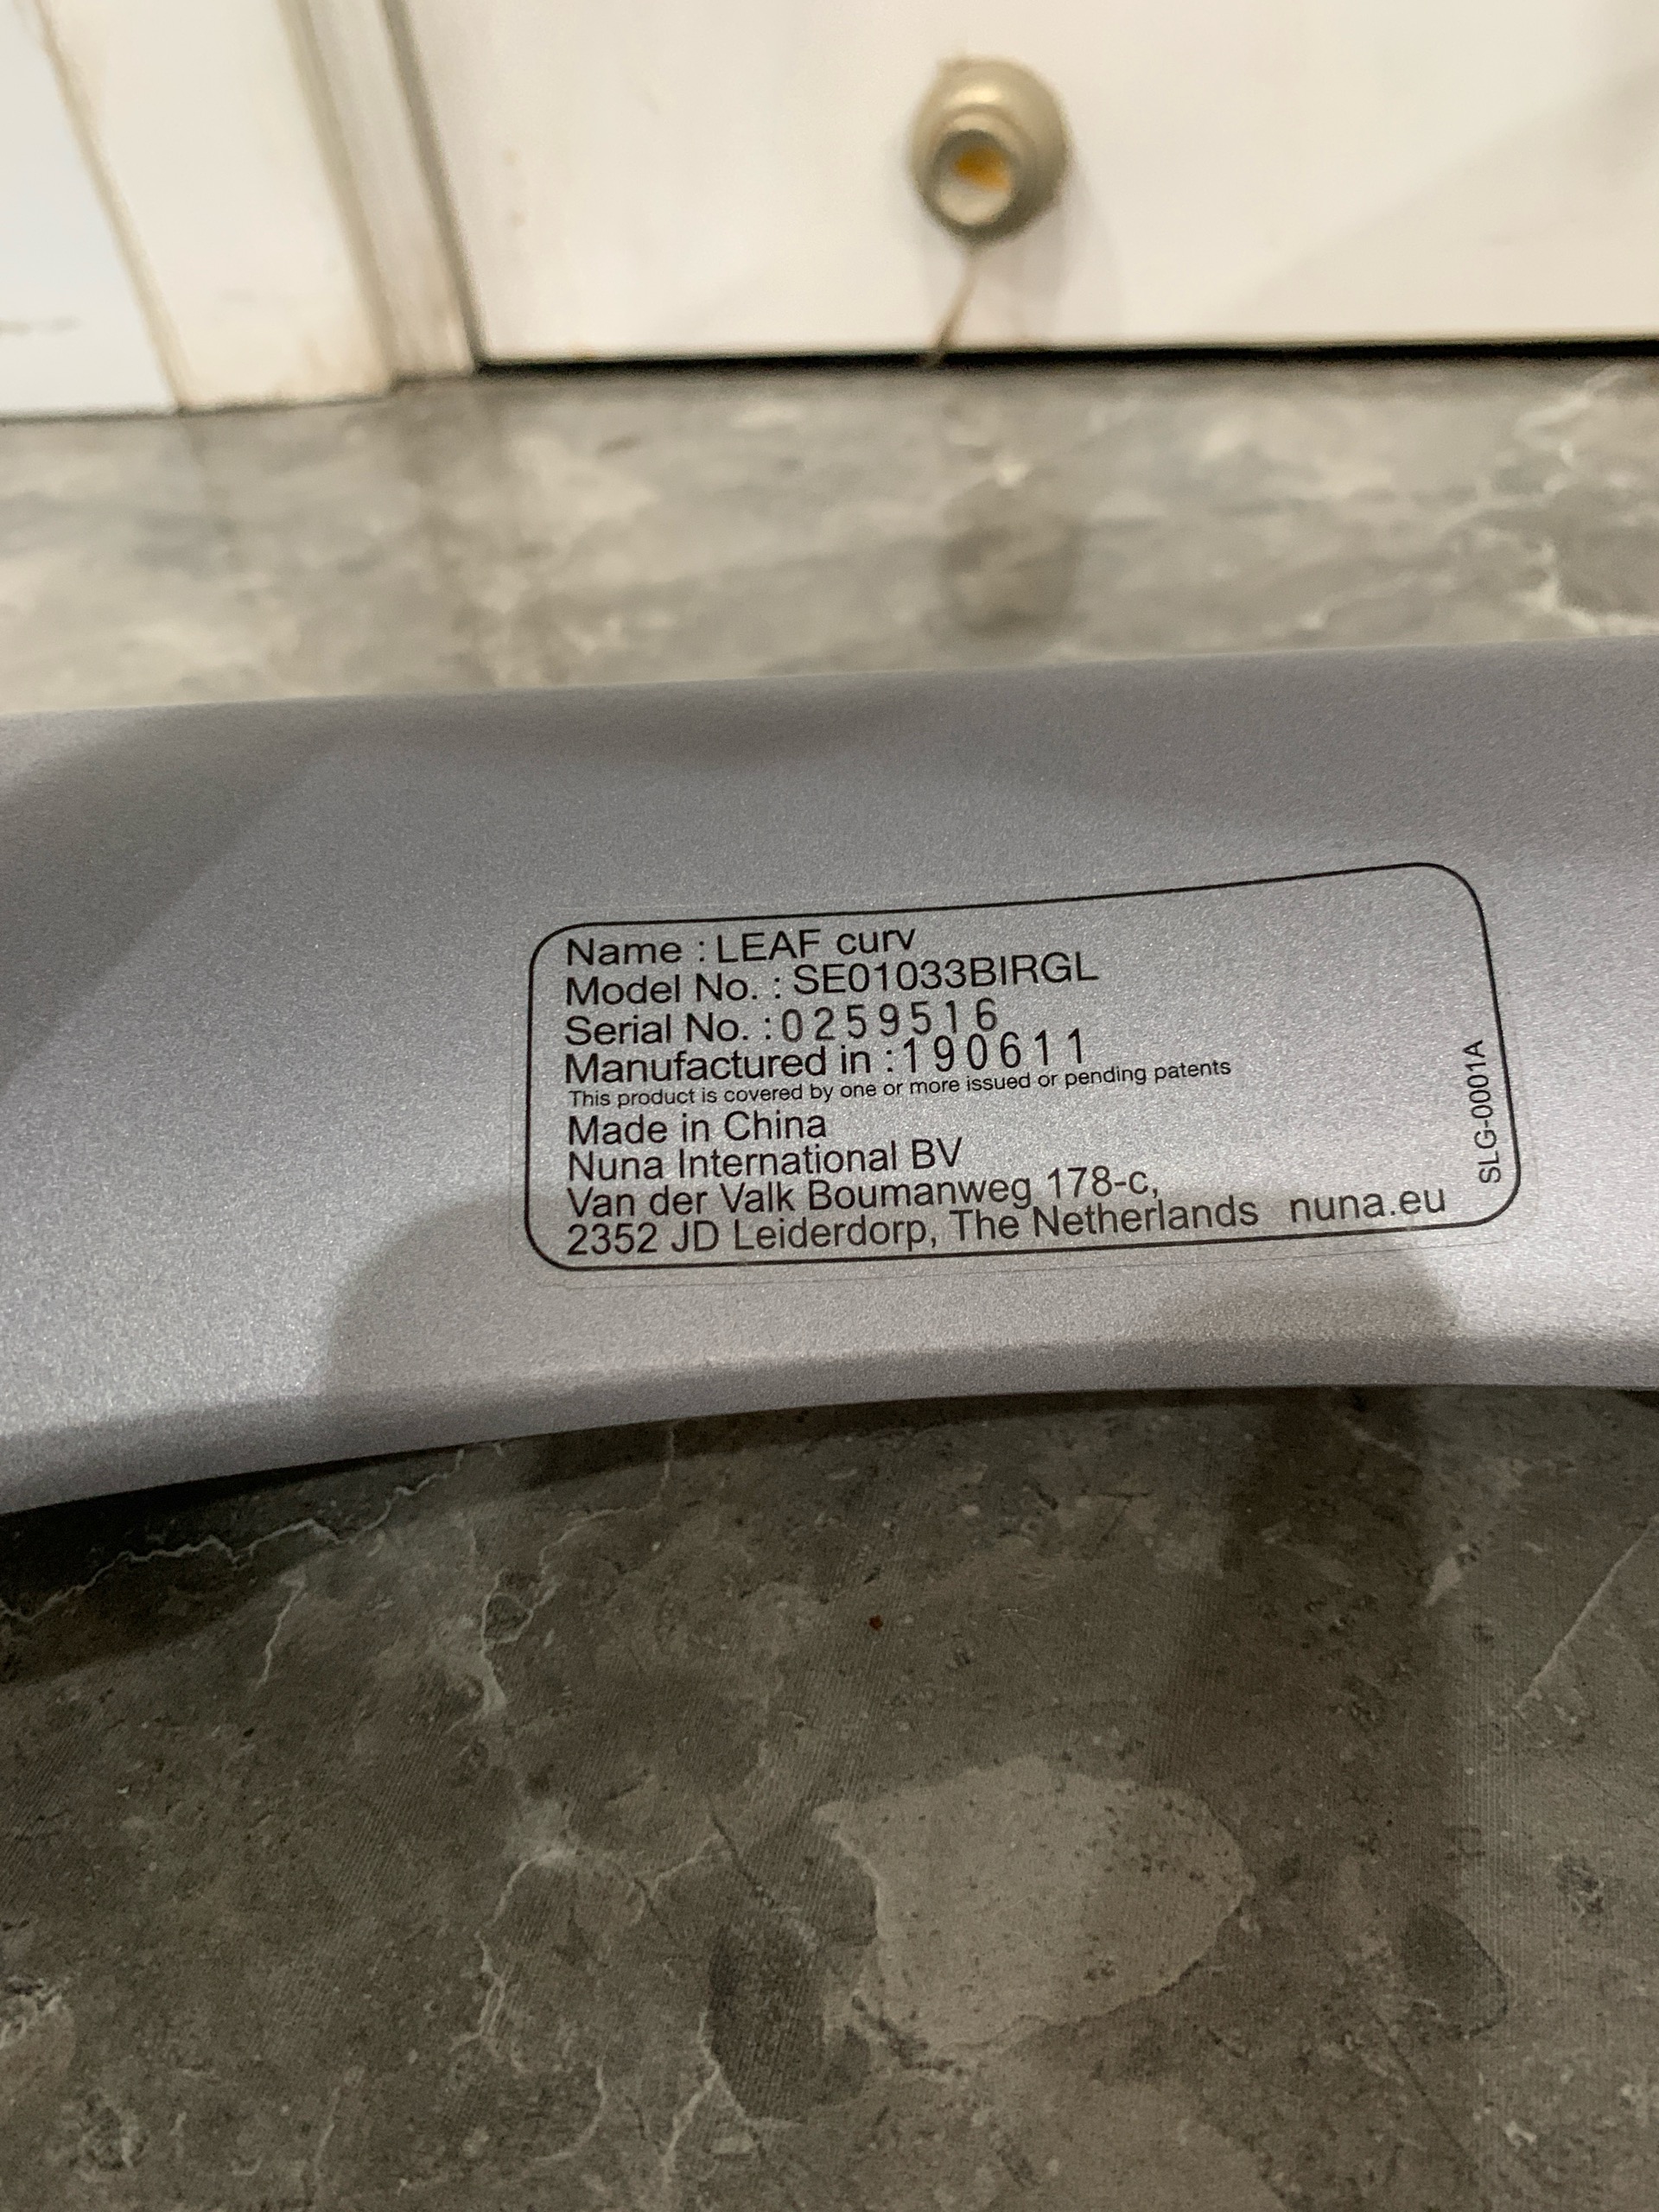 Name : LEAF curv
Model No. : SE01033BIRGL
Serial No. : 0259516
Manufactured in : 190611
This product is covered by one or more issued or pending patents
Made in China
Nuna International BV
Van der Valk Boumanweg 178-c,
2352 JD Leiderdorp, The Netherlands nuna.eu
SLG-0001A